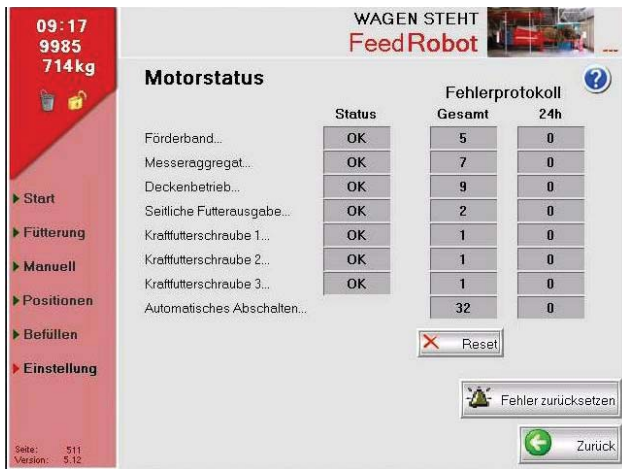 09:17
9985
714kg
WAGEN STEHT
FeedRobot
...
Motorstatus
Fehlerprotokoll
?
Status Gesamt 24h
Förderband... OK 5 0
Messeraggregat... OK 7 0
Deckenbetrieb... OK 9 0
Seitliche Futterausgabe... OK 2 0
Kraftfutterschraube 1... OK 1 0
Kraftfutterschraube 2... OK 1 0
Kraftfutterschraube 3... OK 1 0
Automatisches Abschalten... 32 0
Reset
Fehler zurücksetzen
Zurück
Start
Fütterung
Manuell
Positionen
Befüllen
Einstellung
Seite: 511
Version: 5.12